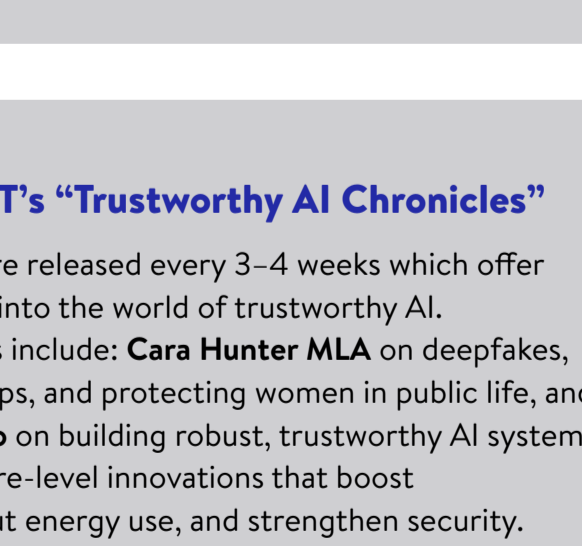 T’s “Trustworthy AI Chronicles”
re released every 3–4 weeks which offer
into the world of trustworthy AI.
s include: Cara Hunter MLA on deepfakes,
ps, and protecting women in public life, and
o on building robust, trustworthy AI system
re-level innovations that boost
ut energy use, and strengthen security.